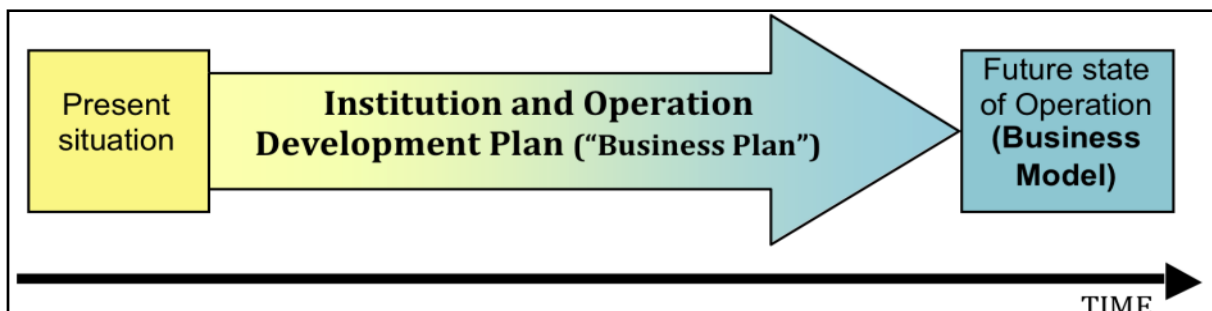 Present
situation
Institution and Operation
Development Plan (“Business Plan”)
Future state
of Operation
(Business
Model)
TIME